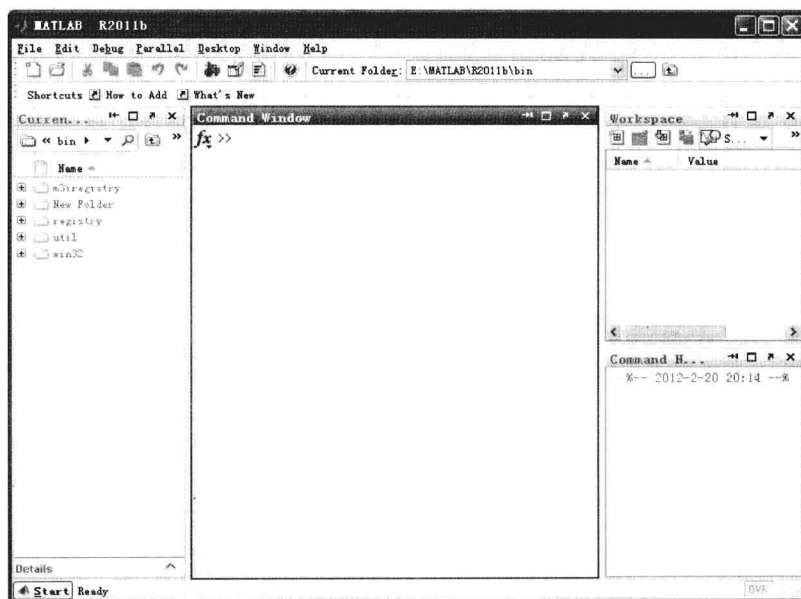 MATLAB R2011b
File Edit Debug Parallel Desktop Window Help
Current Folder: E:\MATLAB\R2011b\bin ...
Shortcuts How to Add What's New
Curren...
« bin »
Name
m3iregistry
New Folder
registry
util
win32
Details
Command Window
fx >>
Workspace
S... »
Name Value
Command H...
%-- 2012-2-20 20:14 --%
Start Ready
OVR